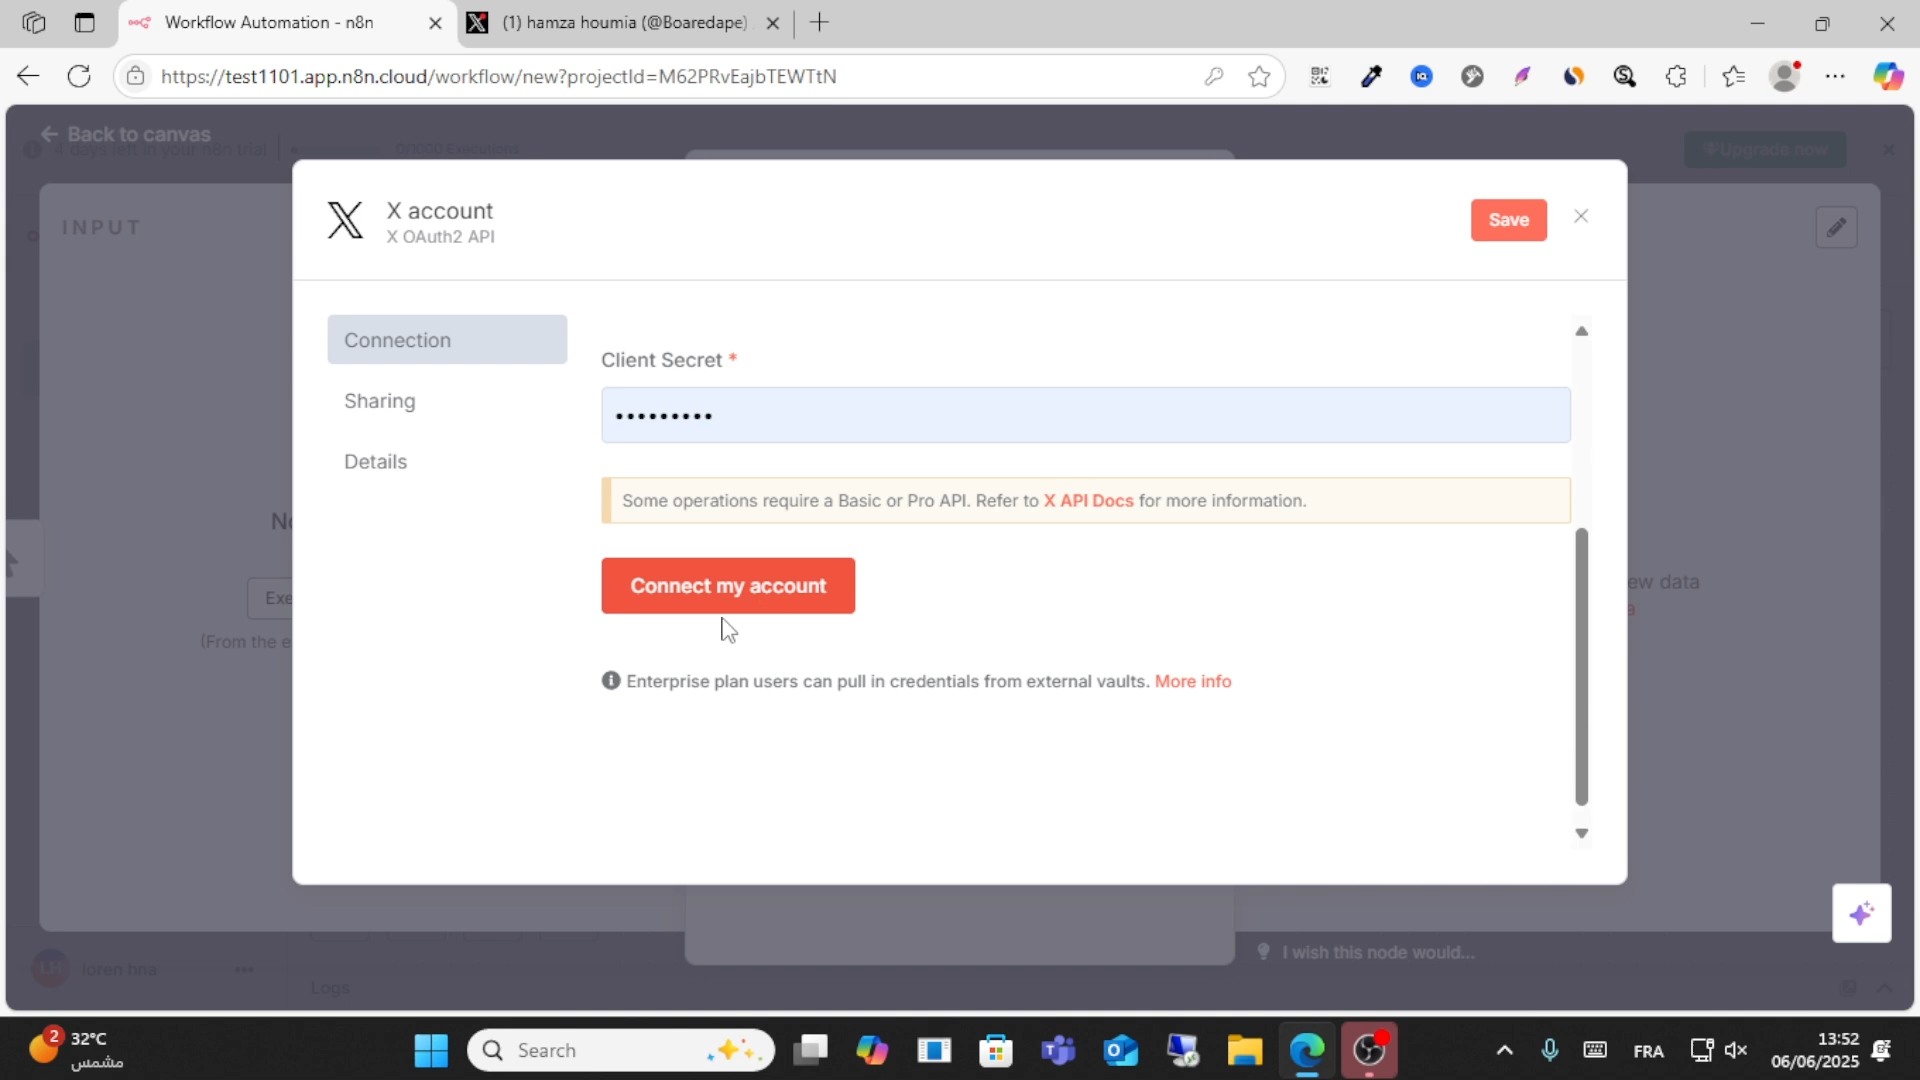 Workflow Automation - n8n
(1) hamza houmia (@Boaredape)
https://test1101.app.n8n.cloud/workflow/new?projectId=M62PRvEajbTEWTtN
Back to canvas
4 days left in your n8n trial
0/1000 Executions
Upgrade now
INPUT
X account
X OAuth2 API
Save
Connection
Sharing
Details
Client Secret *
•••••••••
Some operations require a Basic or Pro API. Refer to X API Docs for more information.
Connect my account
Enterprise plan users can pull in credentials from external vaults. More info
(From the e
ew data
LH
loren hna
I wish this node would...
Logs
2
32°C
مشمس
Search
FRA
13:52
06/06/2025